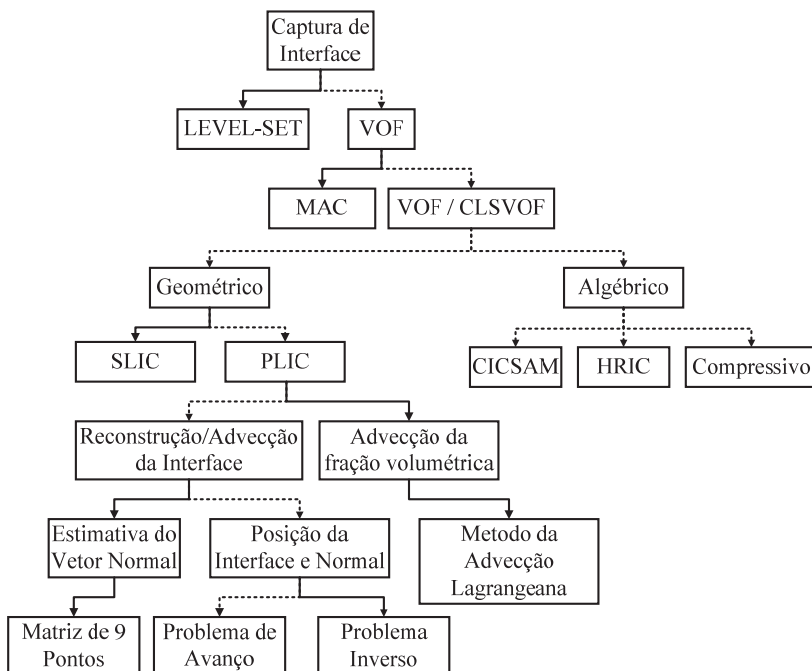 Captura de
Interface
LEVEL-SET
VOF
MAC
VOF / CLSVOF
Geométrico
Algébrico
SLIC
PLIC
CICSAM
HRIC
Compressivo
Reconstrução/Advecção
da Interface
Advecção da
fração volumétrica
Estimativa do
Vetor Normal
Posição da
Interface e Normal
Metodo da
Advecção
Lagrangeana
Matriz de 9
Pontos
Problema de
Avanço
Problema
Inverso